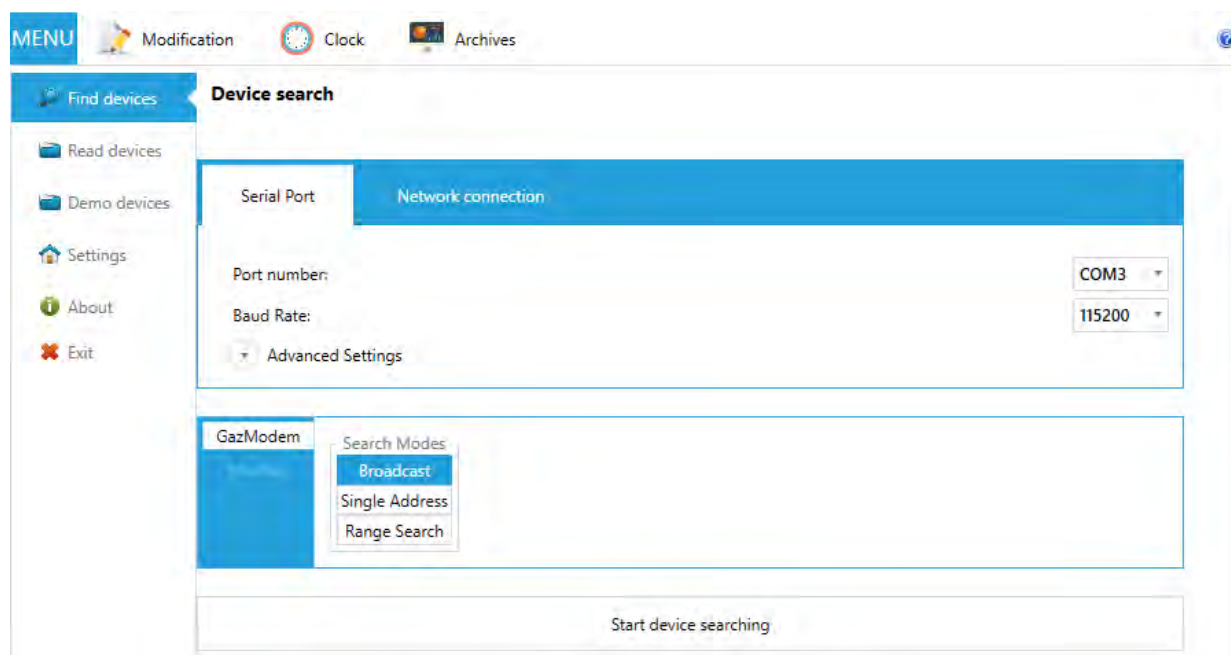 MENU Modification Clock Archives
Find devices
Device search
Read devices
Demo devices
Settings
About
Exit
Serial Port Network connection
Port number: COM3
Baud Rate: 115200
Advanced Settings
GazModem
Search Modes
Broadcast
Single Address
Range Search
Start device searching